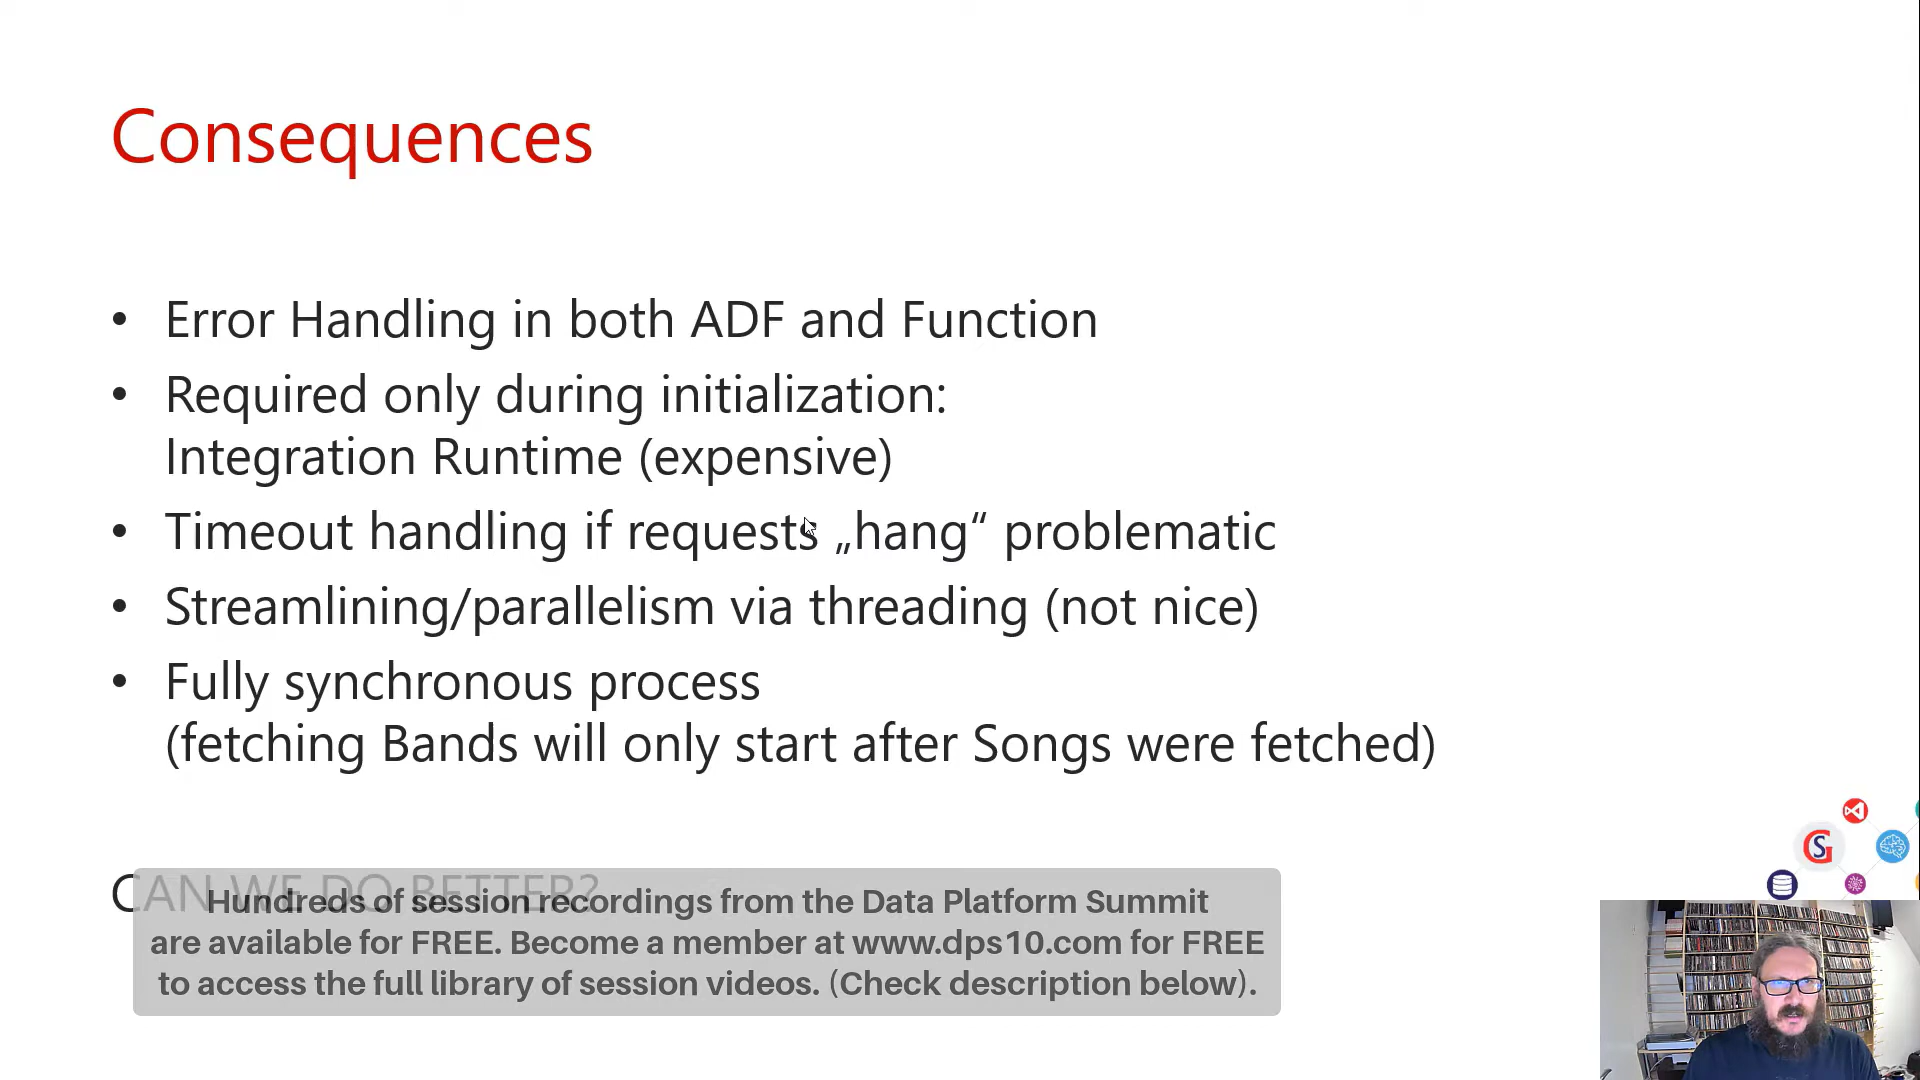 Consequences
• Error Handling in both ADF and Function
• Required only during initialization:
Integration Runtime (expensive)
• Timeout handling if requests „hang“ problematic
• Streamlining/parallelism via threading (not nice)
• Fully synchronous process
(fetching Bands will only start after Songs were fetched)
CAN WE DO BETTER?
Hundreds of session recordings from the Data Platform Summit
are available for FREE. Become a member at www.dps10.com for FREE
to access the full library of session videos. (Check description below).